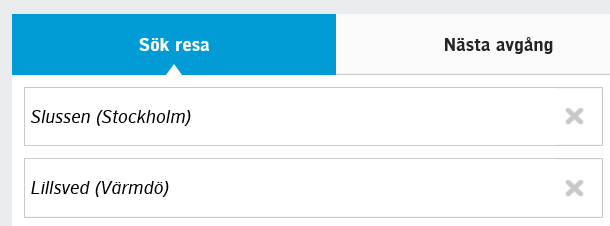 Sök resa
Nästa avgång
Slussen (Stockholm)
Lillsved (Värmdö)